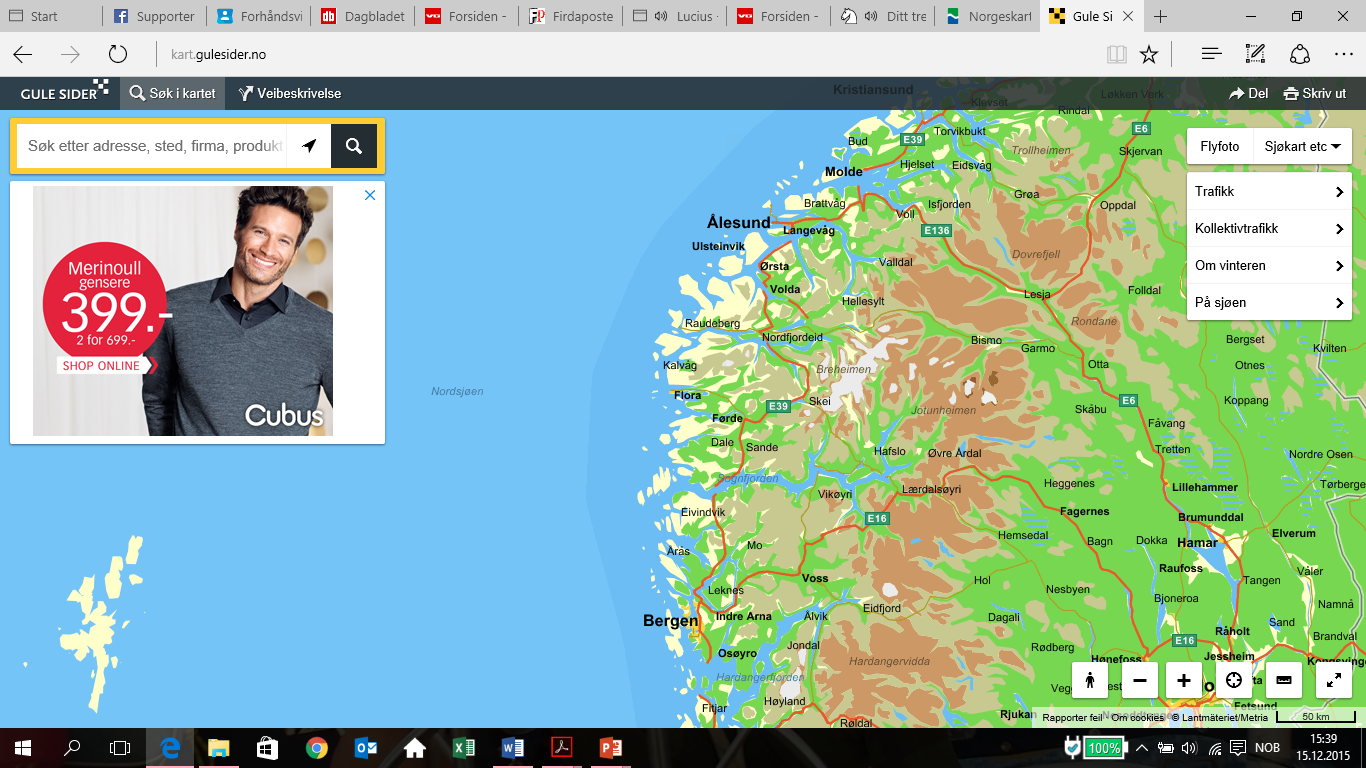 Start
Supporter
Forhåndsvi
Dagbladet
Forsiden -
Firdaposte
Lucius -
Forsiden -
Ditt tre
Norgeskart
Gule Si
kart.gulesider.no
GULE SIDER
Søk i kartet
Veibeskrivelse
Del
Skriv ut
Søk etter adresse, sted, firma, produkt
Flyfoto
Sjøkart etc
Trafikk
Kollektivtrafikk
Om vinteren
På sjøen
Merinoull
gensere
399.-
2 for 699.-
SHOP ONLINE
Cubus
Kristiansund
Klevset
Løkken Verk
Rindal
Torvikbukt
E6
Bud
E39
Trollheimen
Skjervan
Hjelset
Eidsvåg
Molde
Grøa
Brattvåg
Isfjorden
Oppdal
Voll
Ålesund
Langevåg
E136
Ulsteinvik
Dovrefjell
Ørsta
Valldal
Volda
Folldal
Lesja
Hellesylt
Raudeberg
Rondane
Nordfjordeid
Bismo
Bergset
Garmo
Kvilten
Kalvåg
Breheimen
Otta
Otnes
Nordsjøen
Flora
Skei
E39
E6
Koppang
Førde
Jotunheimen
Skåbu
Fåvang
Dale
Sande
Hafslo
Øvre Årdal
Tretten
Nordre Osen
Sognfjorden
Heggenes
Tørberge
Vikøyri
Lærdalsøyri
Lillehammer
Eivindvik
E16
Fagernes
Brumunddal
Hemsedal
Elverum
Årås
Mo
Bagn
Dokka
Hamar
Raufoss
Voss
Hol
Tangen
Våler
Leknes
Nesbyen
Bjoneroa
Eidfjord
Namnå
Bergen
Indre Arna
Ålvik
Dagali
Sand
Råholt
Brandval
E16
Jondal
Rødberg
Osøyro
Hardangervidda
Hønefoss
Jessheim
Kongsvinge
Hardangerfjorden
Høyland
Fitjar
Rjukan
Fetsund
Røldal
Rapporter feil
Om cookies
© Lantmäteriet/Metria
50 km
100%
NOB
15:39
15.12.2015